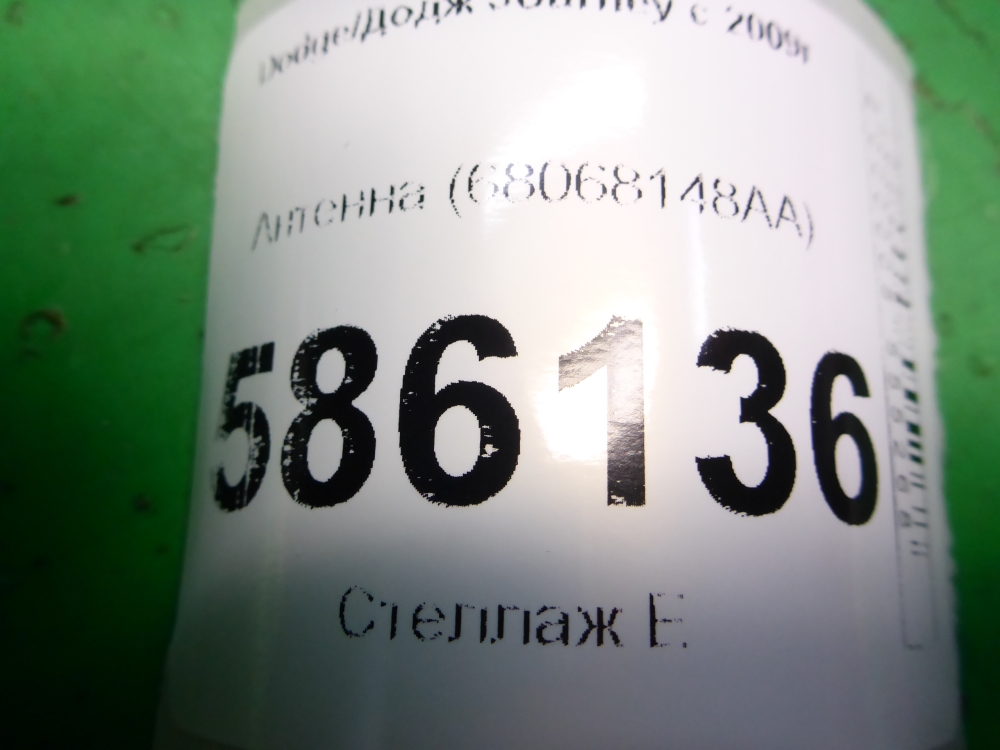 Dodge/Додж Journey с 2009г
Антенна (68068148AA)
586136
Стеллаж Е